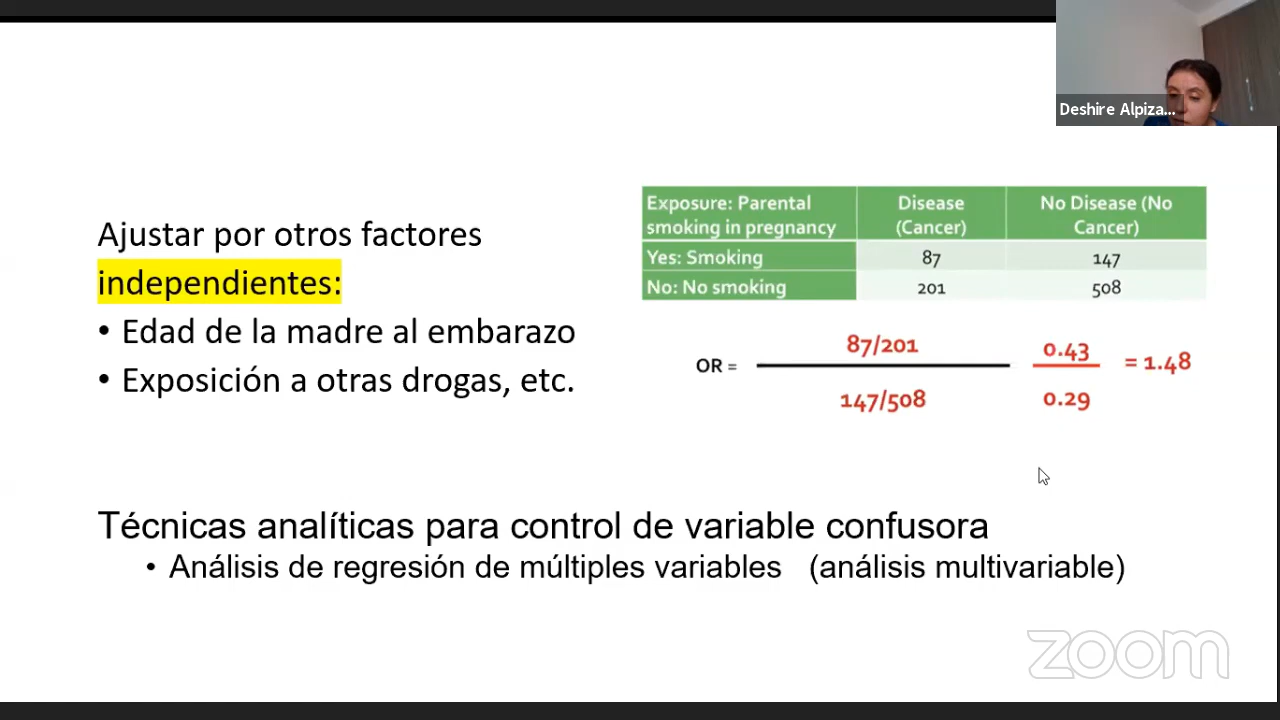 Deshire Alpiza...
Ajustar por otros factores
independientes:
• Edad de la madre al embarazo
• Exposición a otras drogas, etc.
Exposure: Parental
smoking in pregnancy
Disease
(Cancer)
No Disease (No
Cancer)
Yes: Smoking 87 147
No: No smoking 201 508
OR =
87/201
147/508
0.43
0.29
= 1.48
Técnicas analíticas para control de variable confusora
• Análisis de regresión de múltiples variables (análisis multivariable)
zoom